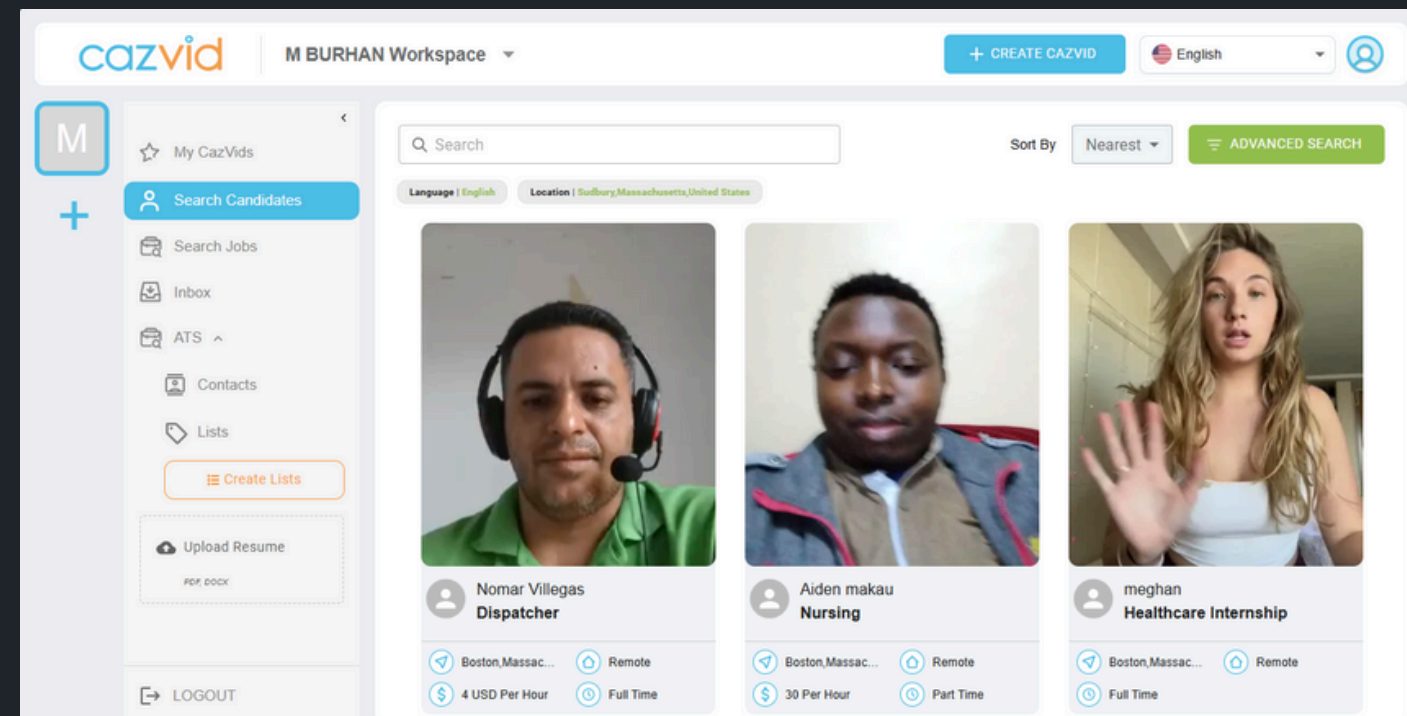 cazvid
M BURHAN Workspace
+ CREATE CAZVID
English
M
+
My CazVids
Search Candidates
Search Jobs
Inbox
ATS
Contacts
Lists
Create Lists
Upload Resume
PDF, DOCX
LOGOUT
Search
Sort By
Nearest
ADVANCED SEARCH
Language | English
Location | Sudbury,Massachusetts,United States
Nomar Villegas
Dispatcher
Boston,Massac...
Remote
4 USD Per Hour
Full Time
Aiden makau
Nursing
Boston,Massac...
Remote
30 Per Hour
Part Time
meghan
Healthcare Internship
Boston,Massac...
Remote
Full Time